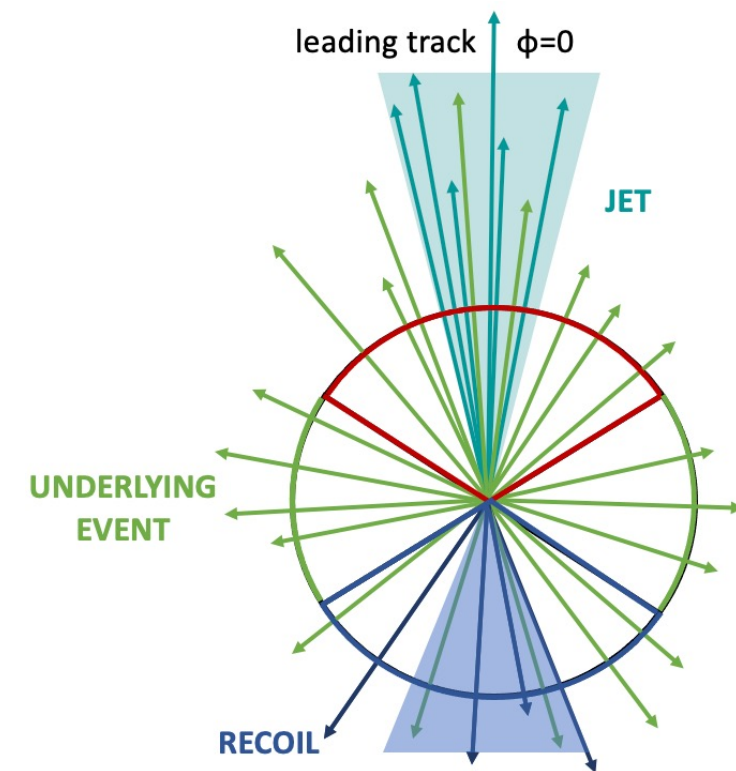 leading track ϕ=0
JET
UNDERLYING
EVENT
RECOIL